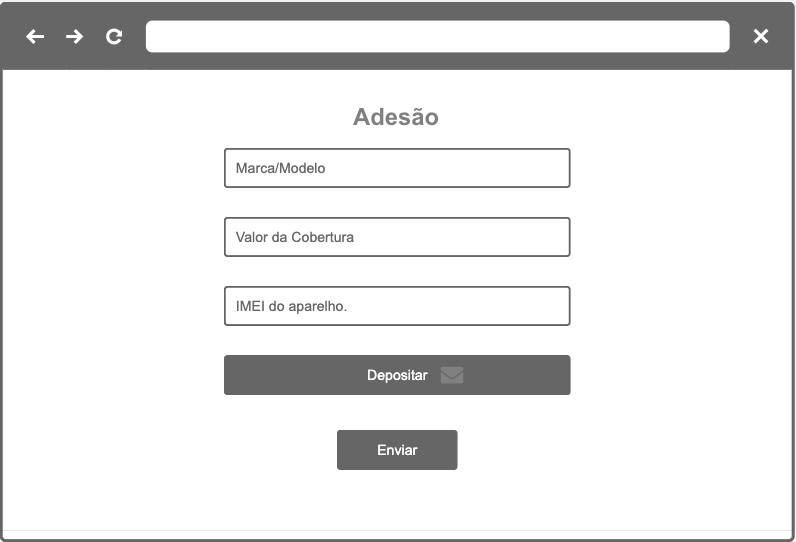 Adesão
Marca/Modelo
Valor da Cobertura
IMEI do aparelho.
Depositar
Enviar